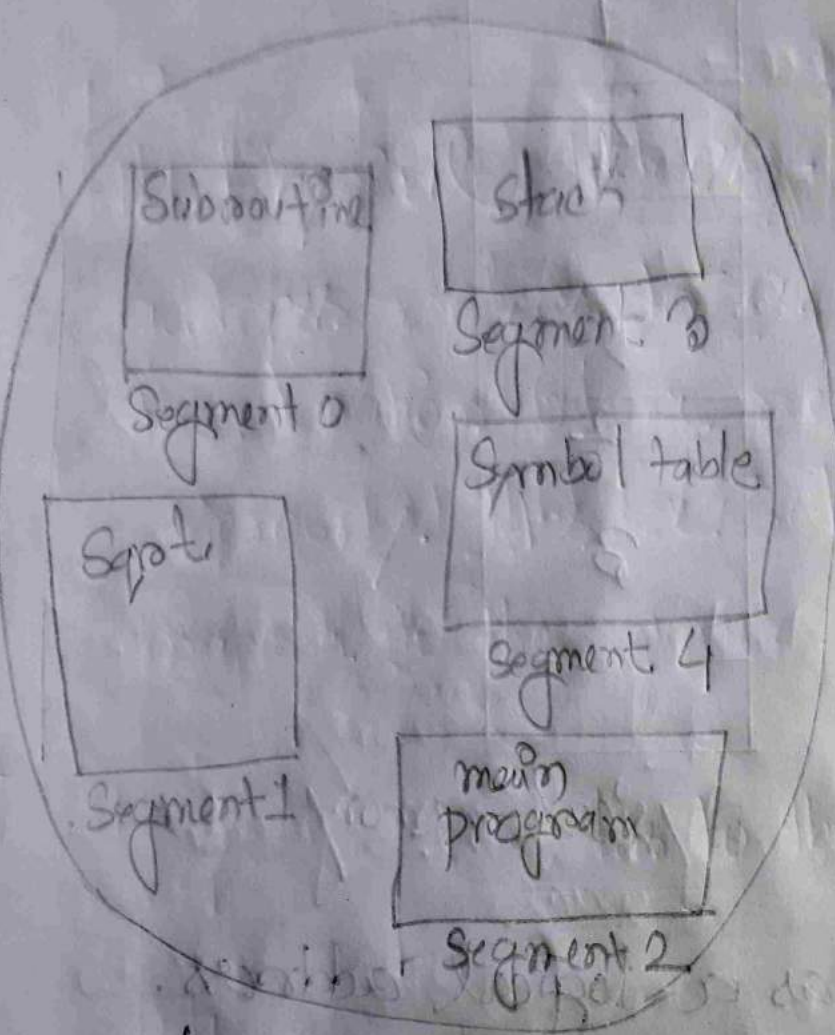 Subroutine
Segment 0
Stack
Segment 3
Symbol table
Segment 4
Sqrt
Segment 1
main
program
Segment 2